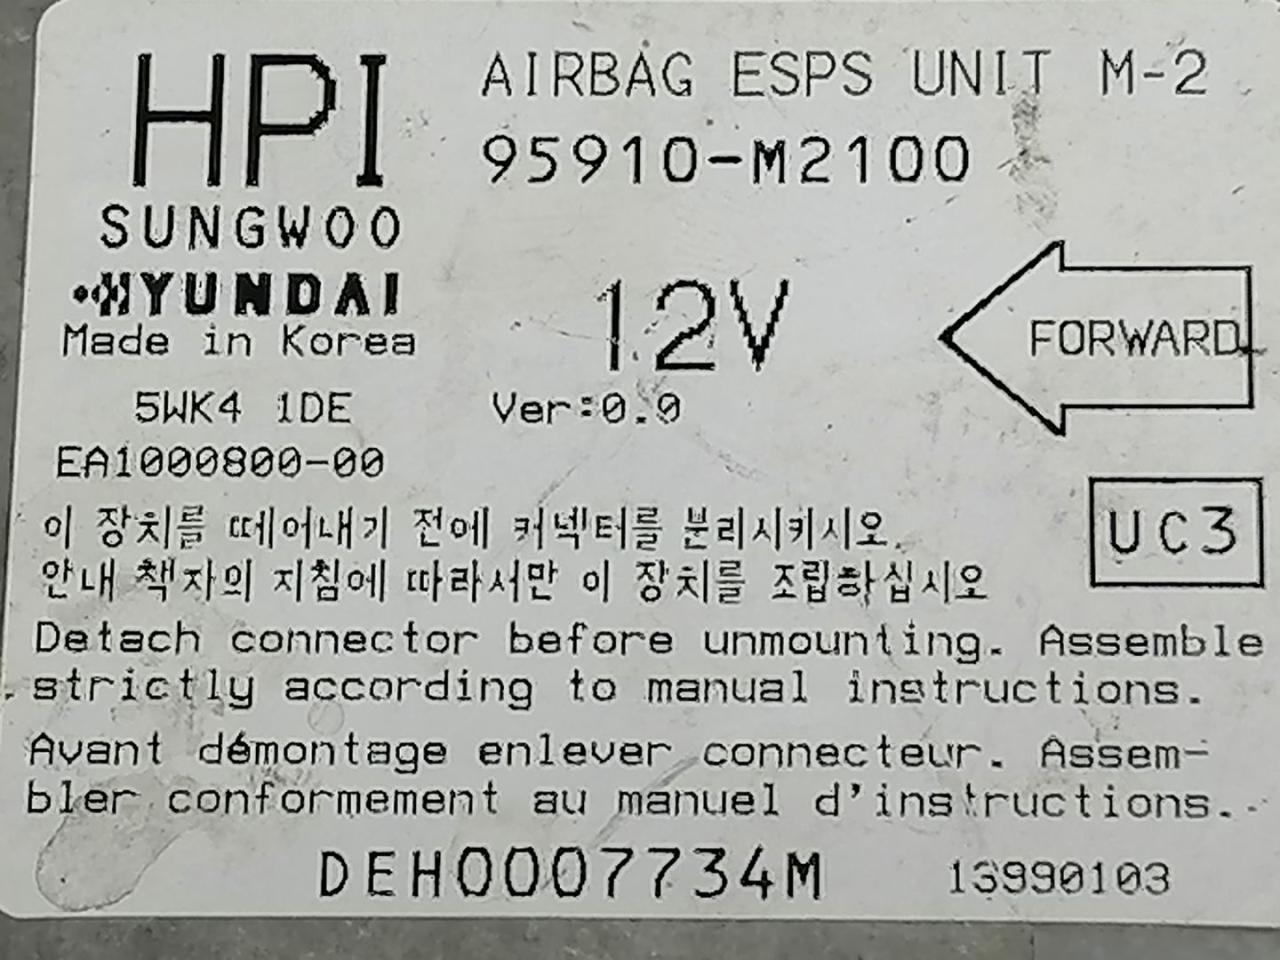 HPI
AIRBAG ESPS UNIT M-2
95910-M2100
SUNGWOO
HYUNDAI
Made in Korea
12V
FORWARD
5WK4 1DE
Ver:0.0
EA1000800-00
UC3
이 장치를 떼어내기 전에 커넥터를 분리시키시오.
안내 책자의 지침에 따라서만 이 장치를 조립하십시오
Detach connector before unmounting. Assemble
strictly according to manual instructions.
Avant démontage enlever connecteur. Assem-
bler conformement au manuel d'instructions.
DEH0007734M
13990103